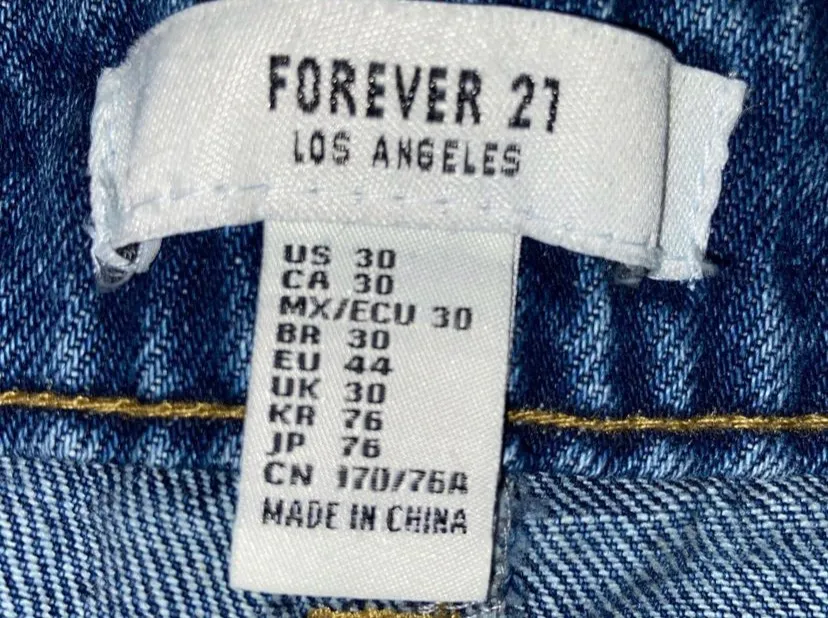 FOREVER 21
LOS ANGELES
US 30
CA 30
MX/ECU 30
BR 30
EU 44
UK 30
KR 76
JP 76
CN 170/76A
MADE IN CHINA